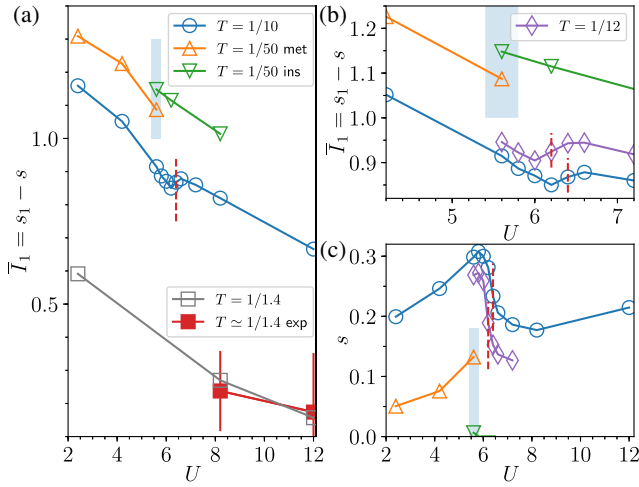 (a)
T = 1/10
T = 1/50 met
T = 1/50 ins
T = 1/1.4
T ≃ 1/1.4 exp
I̅₁ = s₁ − s
1.0
0.5
2 4 6 8 10 12
U
(b)
T = 1/12
I̅₁ = s₁ − s
1.2
1.1
1.0
0.9
5 6 7
U
(c)
s
0.3
0.2
0.1
0.0
2 4 6 8 10 12
U